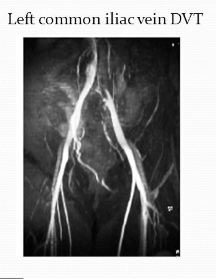 Left common iliac vein DVT